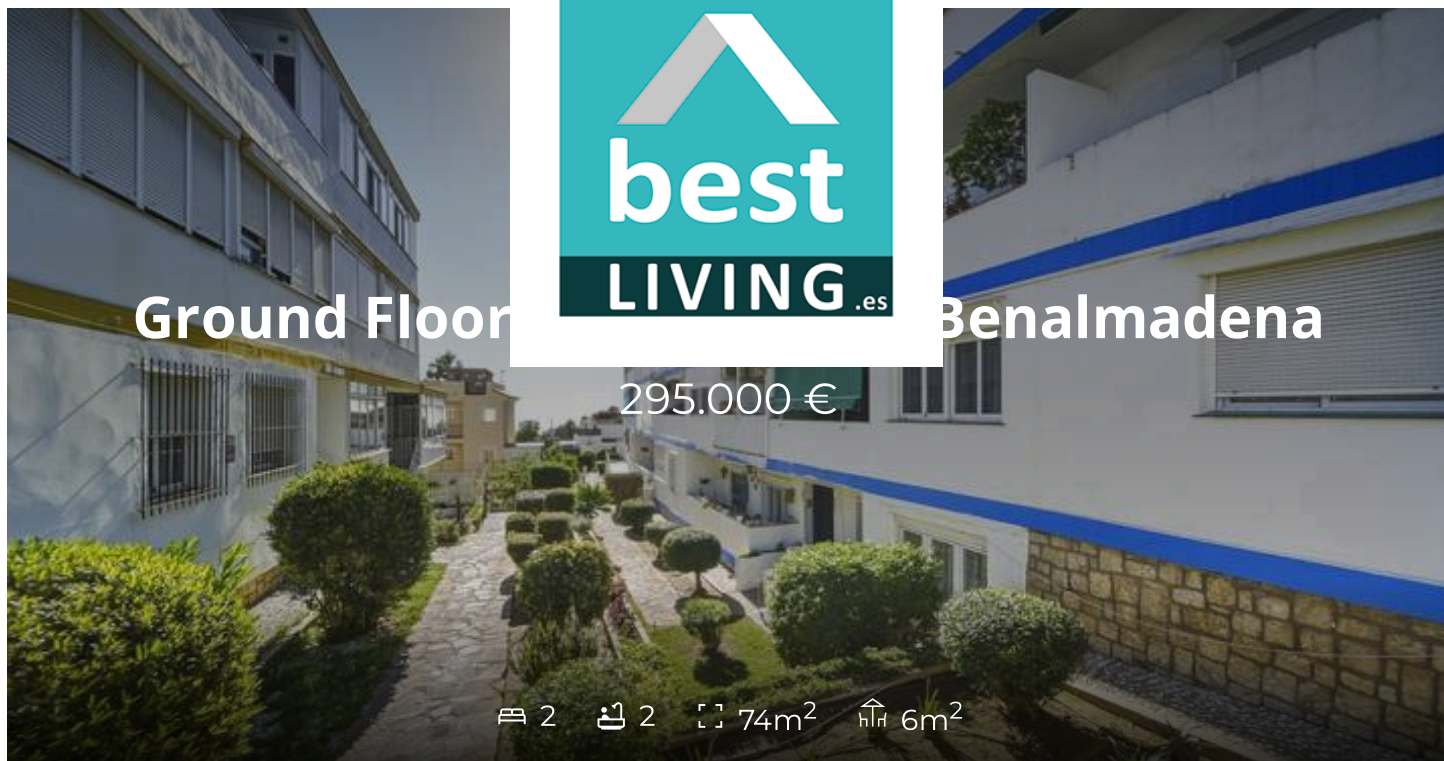 best
LIVING.es
Ground Floor Benalmadena
295.000 €
2 2 74m² 6m²